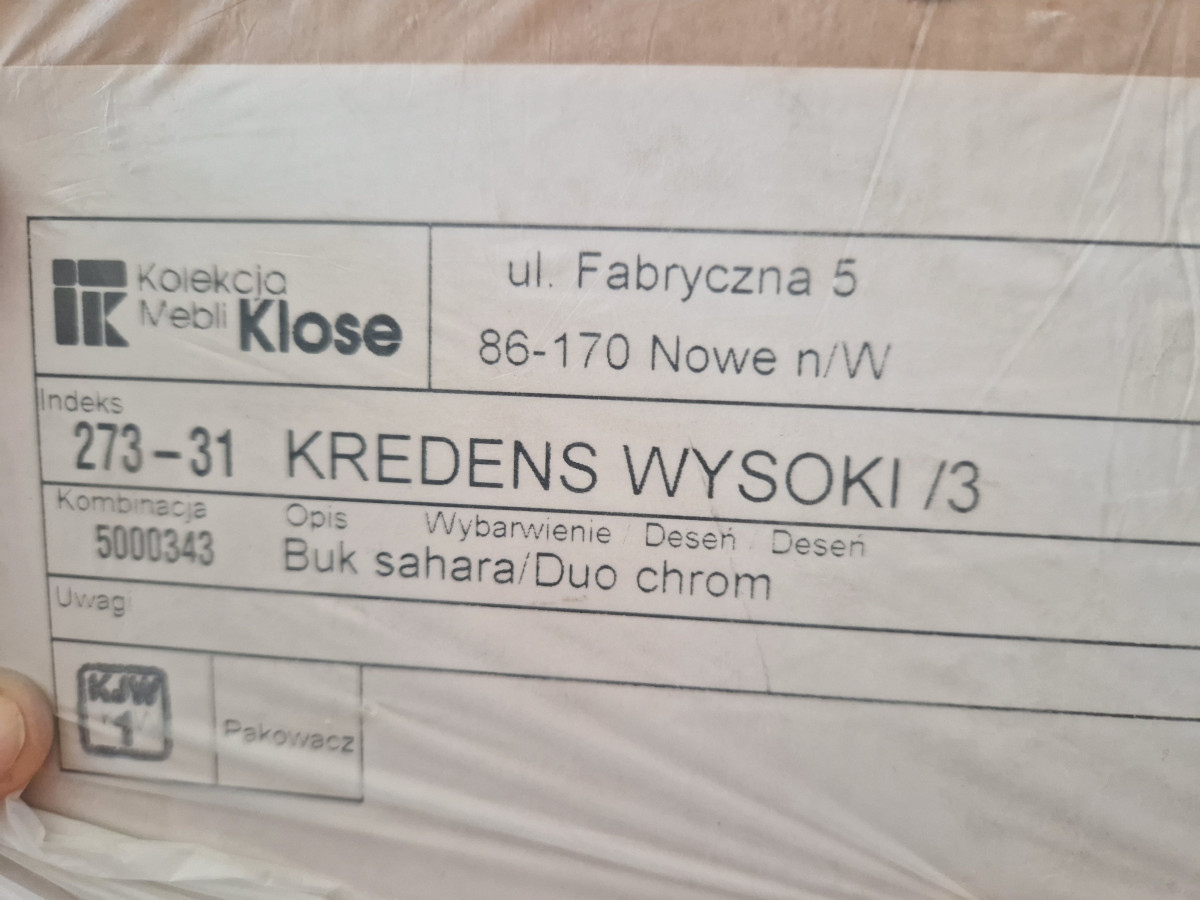 Kolekcja
Mebli Klose
ul. Fabryczna 5
86-170 Nowe n/W
Indeks
273-31 KREDENS WYSOKI /3
Kombinacja Opis Wybarwienie / Deseń / Deseń
5000343 Buk sahara/Duo chrom
Uwagi
KJW
1
Pakowacz